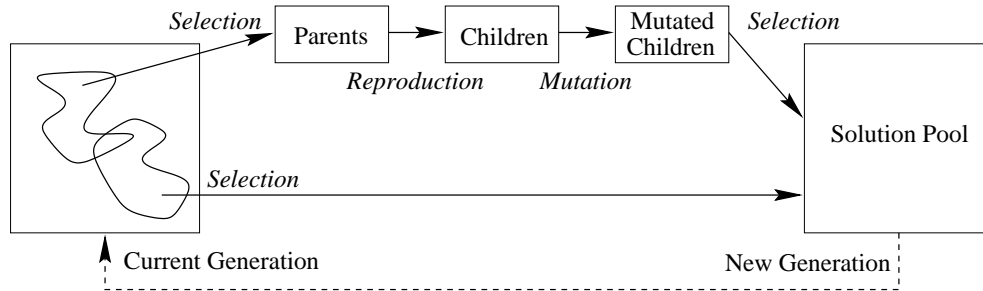 Selection
Parents
Children
Mutated
Children
Selection
Reproduction
Mutation
Solution Pool
Selection
Current Generation
New Generation